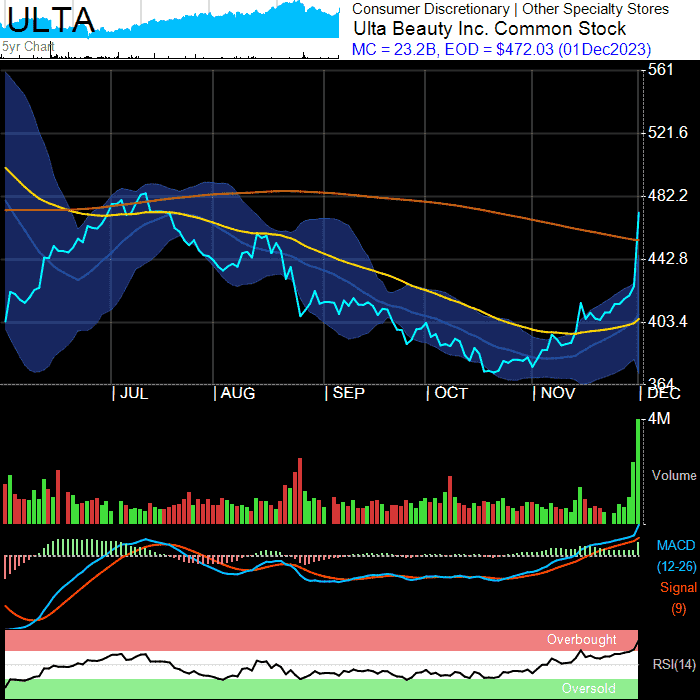 ULTA
5yr Chart
Consumer Discretionary | Other Specialty Stores
Ulta Beauty Inc. Common Stock
MC = 23.2B, EOD = $472.03 (01Dec2023)
561
521.6
482.2
442.8
403.4
364
| JUL
| AUG
| SEP
| OCT
| NOV
| DEC
4M
Volume
MACD
(12-26)
Signal
(9)
Overbought
RSI(14)
Oversold